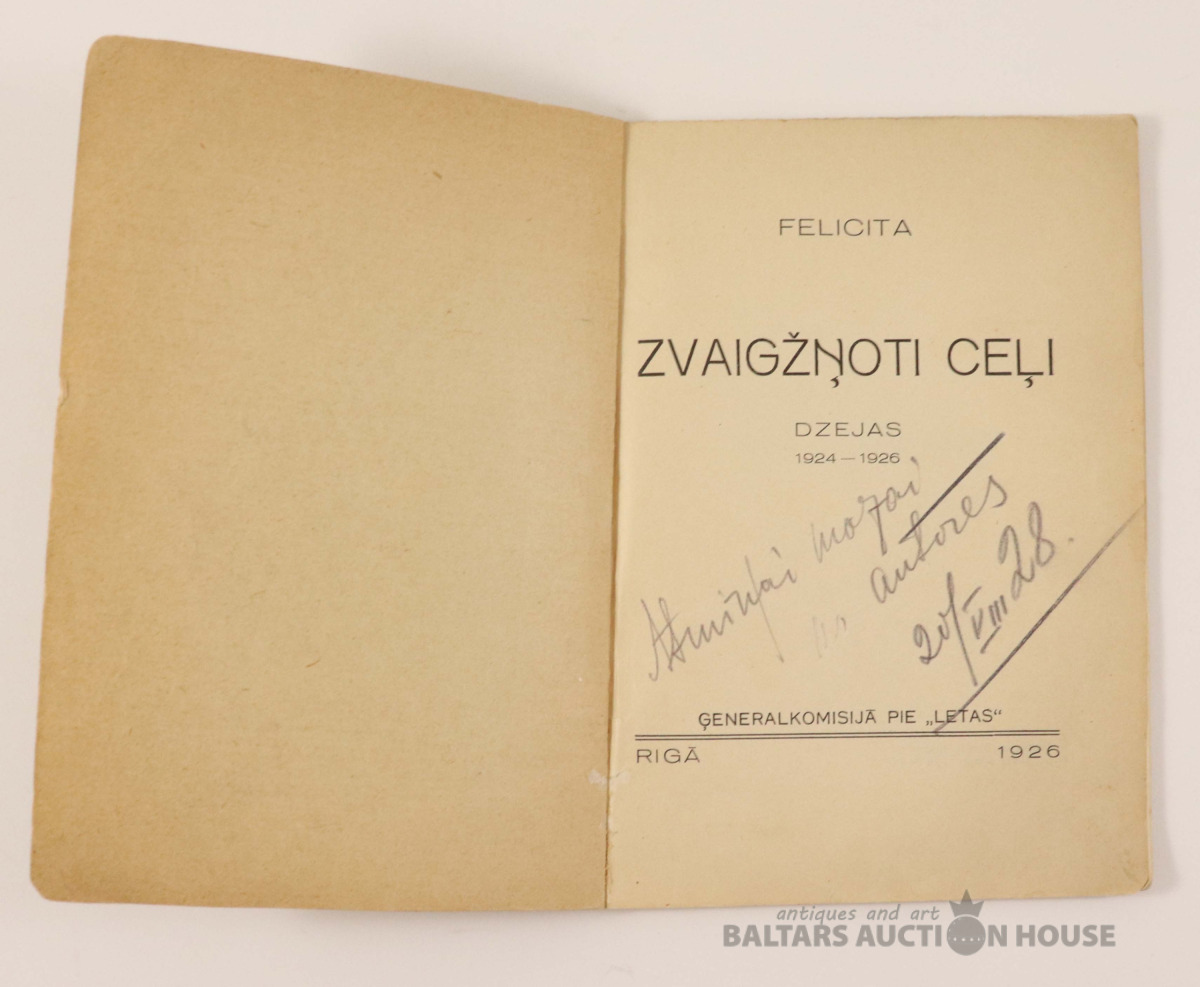 FELICITA
ZVAIGŽŅOTI CEĻI
DZEJAS
1924 — 1926
Atmiņai mazai
no autores
20/VIII 28.
ĢENERALKOMISIJĀ PIE „LETAS“
RIGĀ 1926
antiques and art
BALTARS AUCTION HOUSE